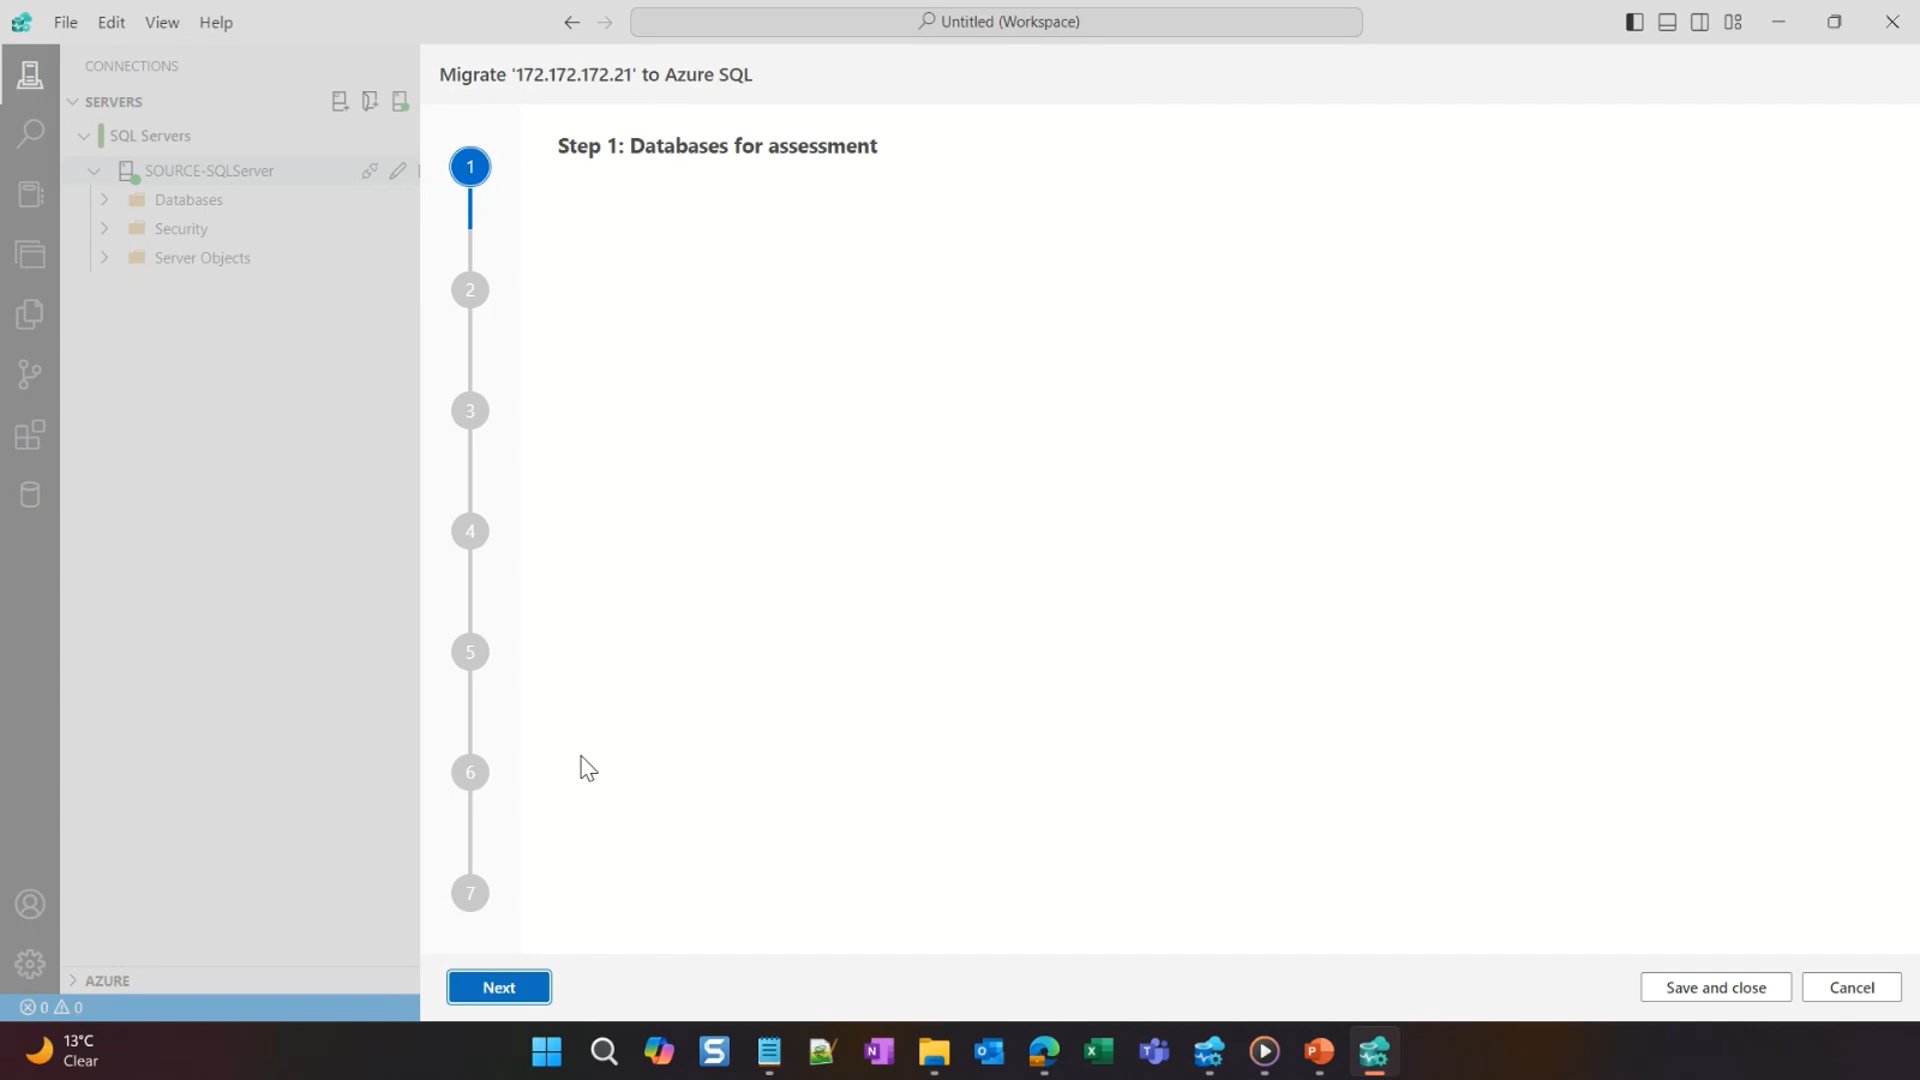 File Edit View Help
Untitled (Workspace)
CONNECTIONS
SERVERS
SQL Servers
SOURCE-SQLServer
Databases
Security
Server Objects
AZURE
0 0
Migrate '172.172.172.21' to Azure SQL
Step 1: Databases for assessment
1
2
3
4
5
6
7
Next
Save and close
Cancel
13°C
Clear